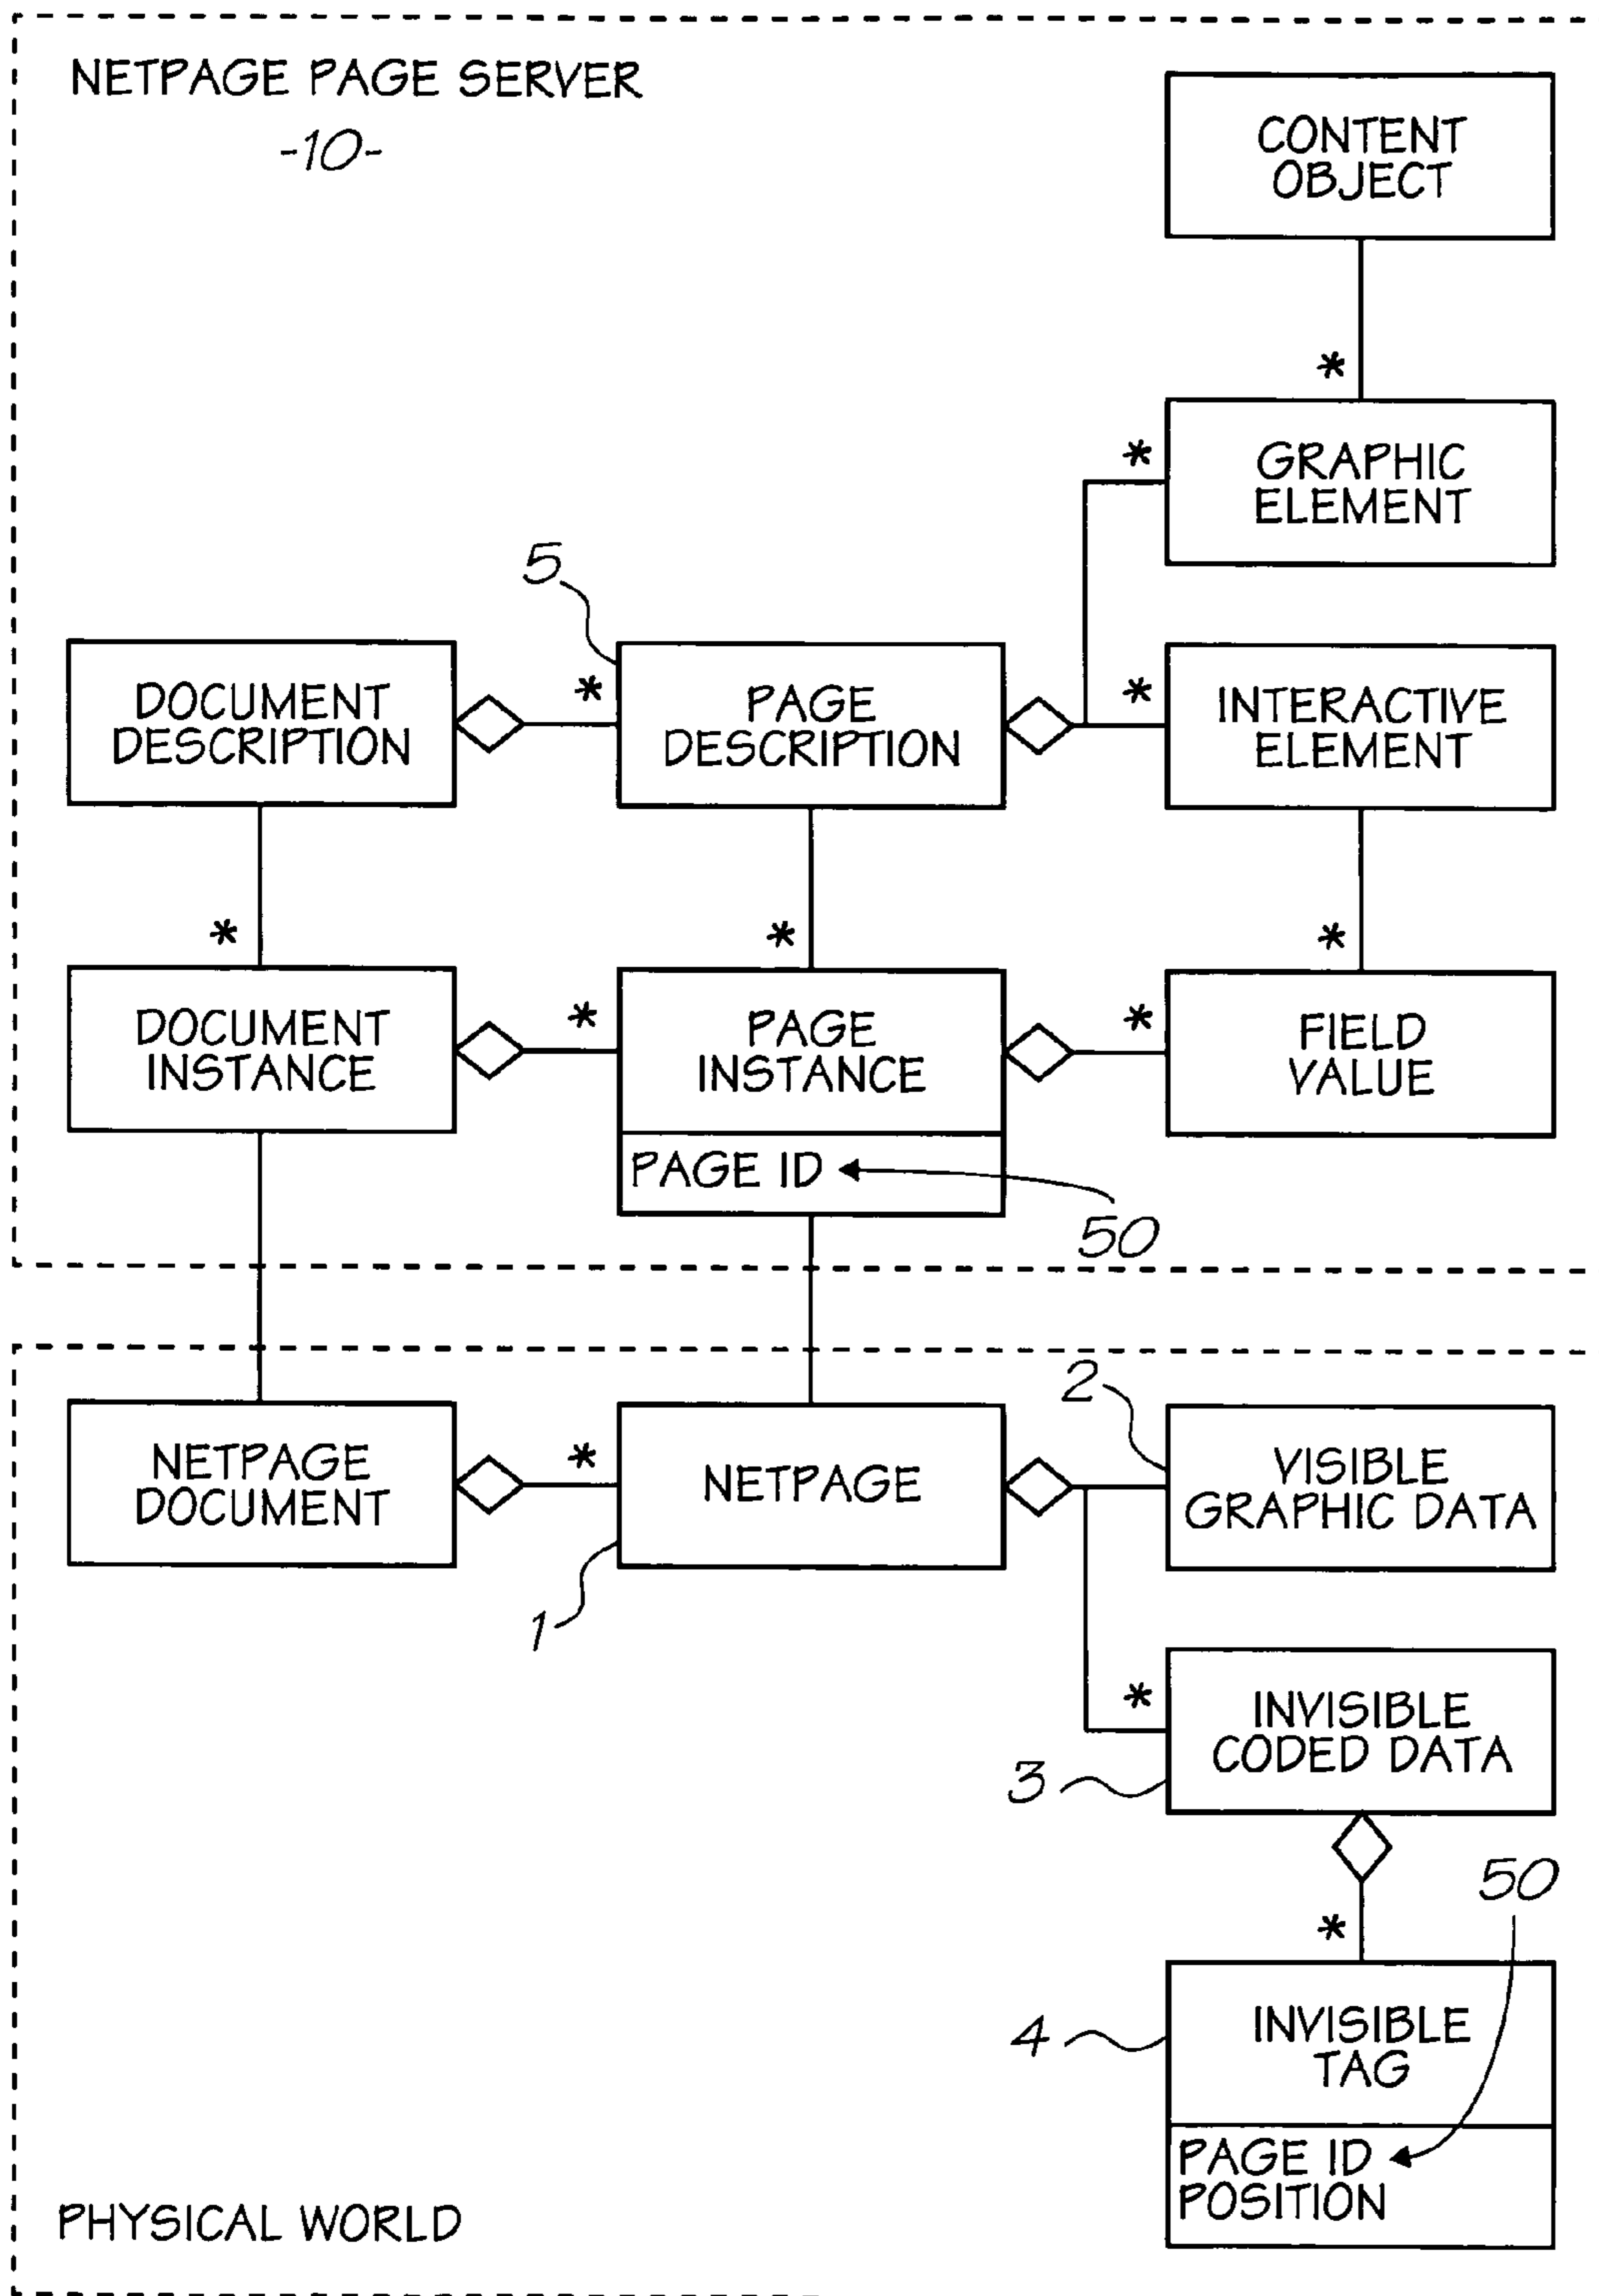 NETPAGE PAGE SERVER
-10-
CONTENT
OBJECT
*
*
GRAPHIC
ELEMENT
5
DOCUMENT
DESCRIPTION
*
PAGE
DESCRIPTION
*
INTERACTIVE
ELEMENT
*
*
*
DOCUMENT
INSTANCE
*
PAGE
INSTANCE
*
FIELD
VALUE
PAGE ID
50
2
NETPAGE
DOCUMENT
*
NETPAGE
VISIBLE
GRAPHIC DATA
1
*
INVISIBLE
CODED DATA
3
50
*
4
INVISIBLE
TAG
PAGE ID
POSITION
PHYSICAL WORLD